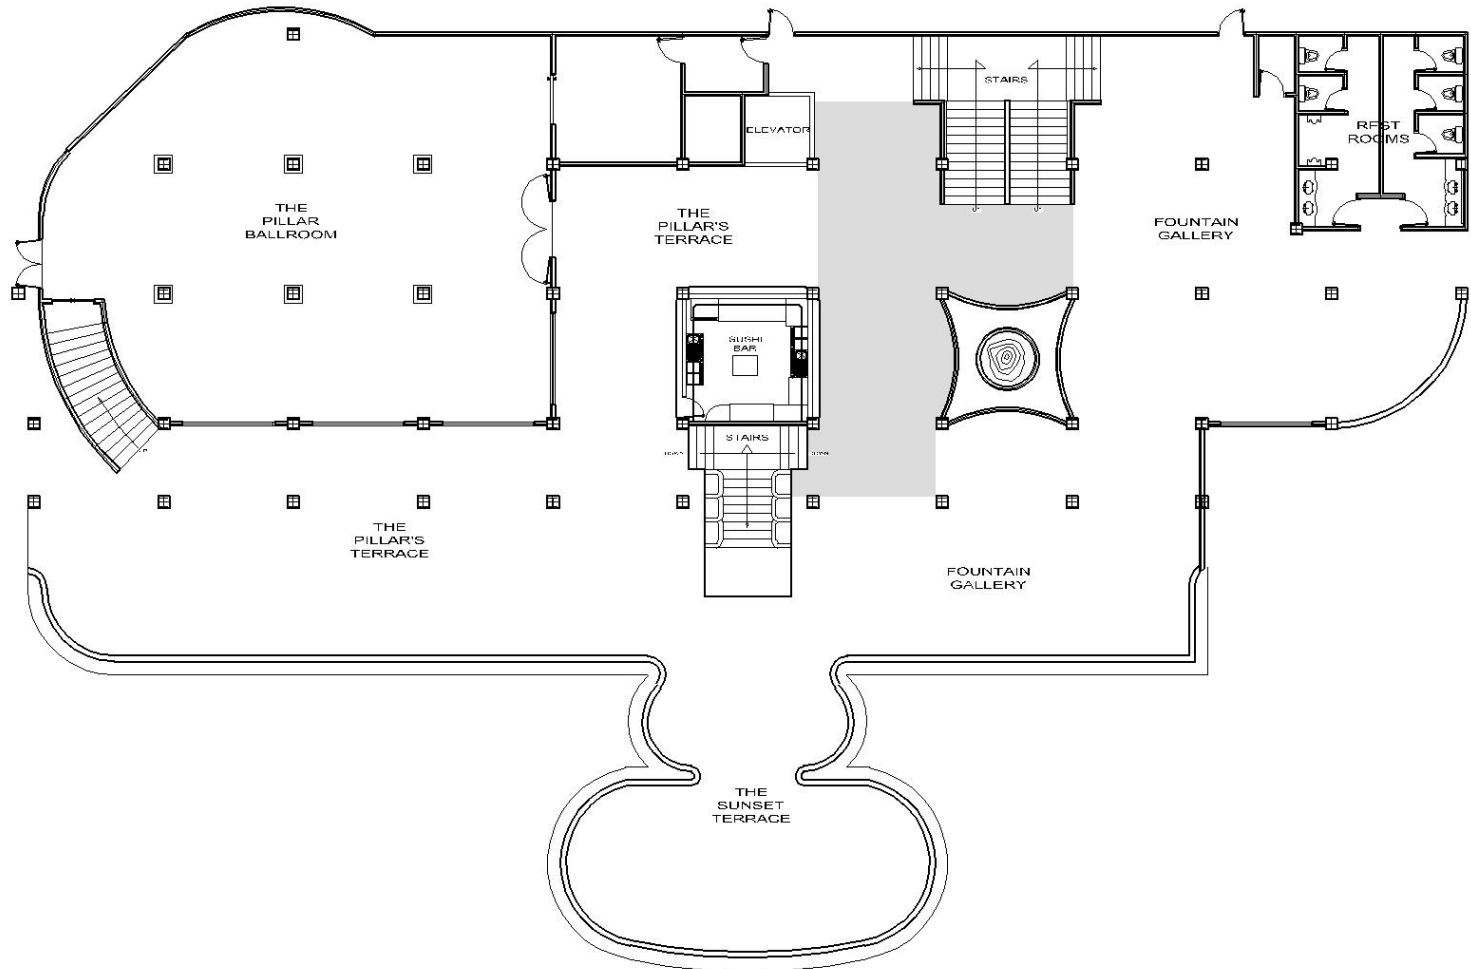 STAIRS
ELEVATOR
REST
ROOMS
THE
PILLAR
BALLROOM
THE
PILLAR'S
TERRACE
FOUNTAIN
GALLERY
SUSHI
BAR
STAIRS
THE
PILLAR'S
TERRACE
FOUNTAIN
GALLERY
THE
SUNSET
TERRACE